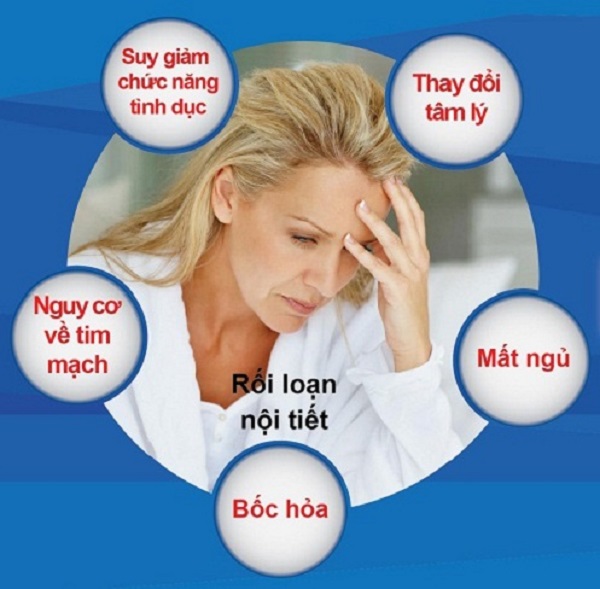 Suy giảm
chức năng
tình dục
Thay đổi
tâm lý
Nguy cơ
về tim
mạch
Mất ngủ
Rối loạn
nội tiết
Bốc hỏa